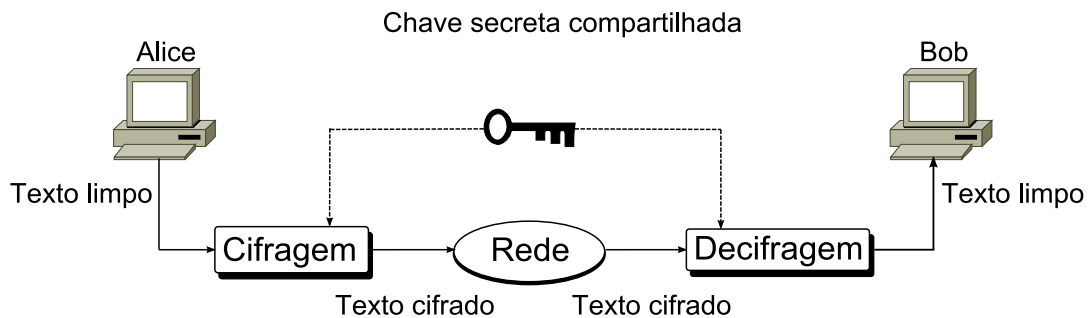 Chave secreta compartilhada
Alice
Bob
Texto limpo
Texto limpo
Cifragem
Rede
Decifragem
Texto cifrado
Texto cifrado